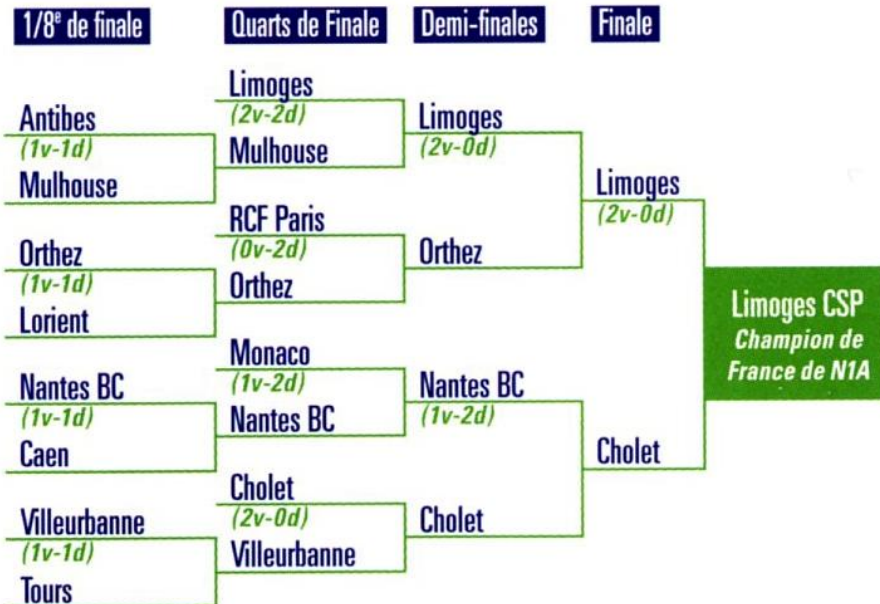 1/8e de finale
Quarts de Finale
Demi-finales
Finale
Antibes
(1v-1d)
Mulhouse
Orthez
(1v-1d)
Lorient
Nantes BC
(1v-1d)
Caen
Villeurbanne
(1v-1d)
Tours
Limoges
(2v-2d)
Mulhouse
RCF Paris
(0v-2d)
Orthez
Monaco
(1v-2d)
Nantes BC
Cholet
(2v-0d)
Villeurbanne
Limoges
(2v-0d)
Orthez
Nantes BC
(1v-2d)
Cholet
Limoges
(2v-0d)
Cholet
Limoges CSP
Champion de
France de N1A